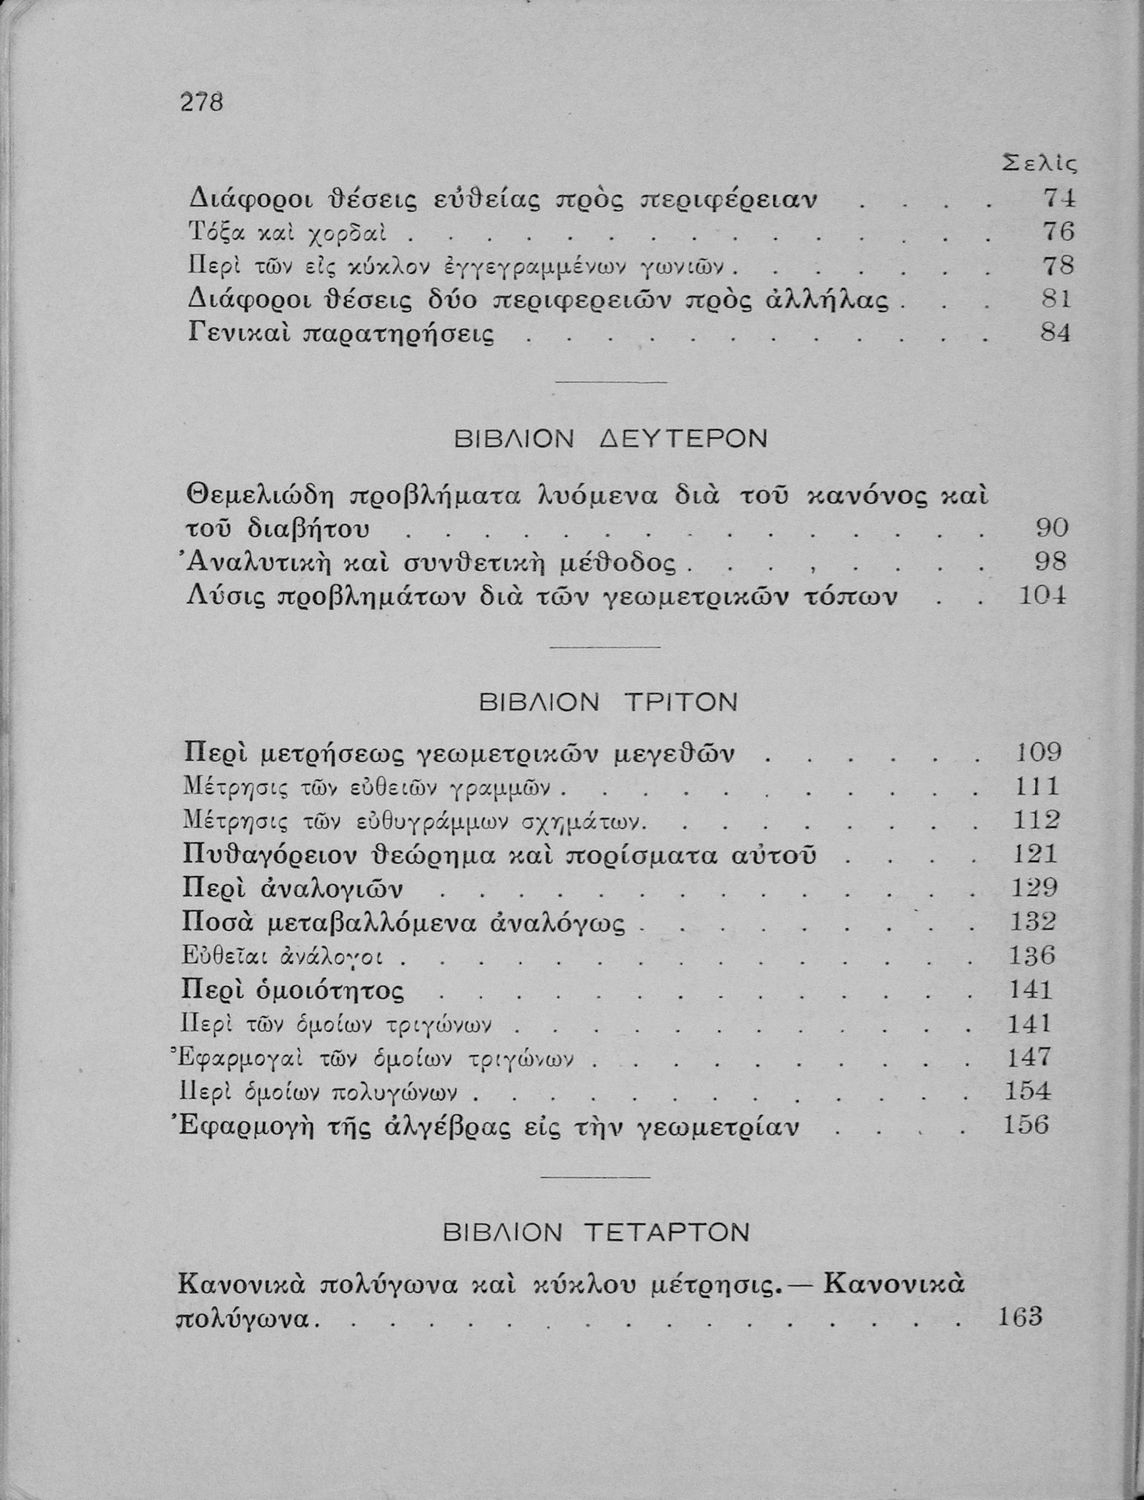 278
Σελὶς
Διάφοροι θέσεις εὐθείας πρὸς περιφέρειαν . . . . 74
Τόξα καὶ χορδαὶ . . . . . . . . . . . . . . . 76
Περὶ τῶν εἰς κύκλον ἐγγεγραμμένων γωνιῶν . . . . . . . 78
Διάφοροι θέσεις δύο περιφερειῶν πρὸς ἀλλήλας . . . 81
Γενικαὶ παρατηρήσεις . . . . . . . . . . . . 84
ΒΙΒΛΙΟΝ ΔΕΥΤΕΡΟΝ
Θεμελιώδη προβλήματα λυόμενα διὰ τοῦ κανόνος καὶ
τοῦ διαβήτου . . . . . . . . . . . . . . . 90
Ἀναλυτικὴ καὶ συνθετικὴ μέθοδος . . . . . . . . 98
Λύσις προβλημάτων διὰ τῶν γεωμετρικῶν τόπων . . 104
ΒΙΒΛΙΟΝ ΤΡΙΤΟΝ
Περὶ μετρήσεως γεωμετρικῶν μεγεθῶν . . . . . . 109
Μέτρησις τῶν εὐθειῶν γραμμῶν . . . . . . . . . . . 111
Μέτρησις τῶν εὐθυγράμμων σχημάτων. . . . . . . . . 112
Πυθαγόρειον θεώρημα καὶ πορίσματα αὐτοῦ . . . . 121
Περὶ ἀναλογιῶν . . . . . . . . . . . . . . 129
Ποσὰ μεταβαλλόμενα ἀναλόγως . . . . . . . . . 132
Εὐθεῖαι ἀνάλογοι . . . . . . . . . . . . . . . 136
Περὶ ὁμοιότητος . . . . . . . . . . . . . . 141
Περὶ τῶν ὁμοίων τριγώνων . . . . . . . . . . . . 141
Ἐφαρμογαὶ τῶν ὁμοίων τριγώνων . . . . . . . . . . 147
Περὶ ὁμοίων πολυγώνων . . . . . . . . . . . . . 154
Ἐφαρμογὴ τῆς ἀλγέβρας εἰς τὴν γεωμετρίαν . . . . 156
ΒΙΒΛΙΟΝ ΤΕΤΑΡΤΟΝ
Κανονικὰ πολύγωνα καὶ κύκλου μέτρησις.— Κανονικὰ
πολύγωνα. . . . . . . . . . . . . . . . . . 163